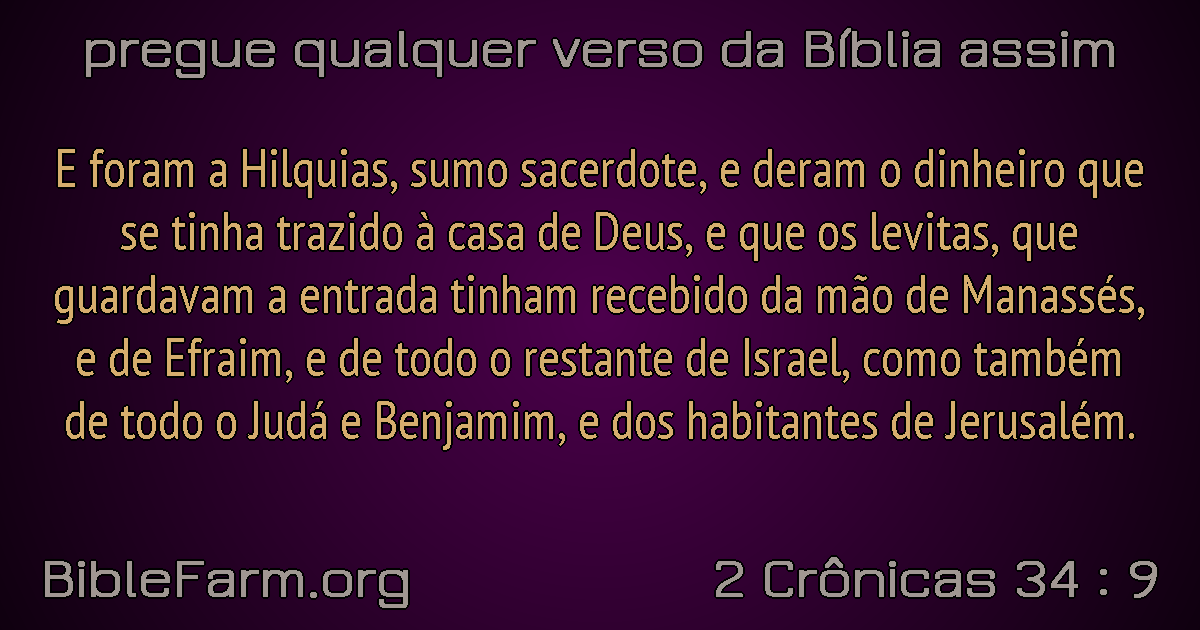 pregue qualquer verso da Bíblia assim
E foram a Hilquias, sumo sacerdote, e deram o dinheiro que
se tinha trazido à casa de Deus, e que os levitas, que
guardavam a entrada tinham recebido da mão de Manassés,
e de Efraim, e de todo o restante de Israel, como também
de todo o Judá e Benjamim, e dos habitantes de Jerusalém.
BibleFarm.org
2 Crônicas 34 : 9